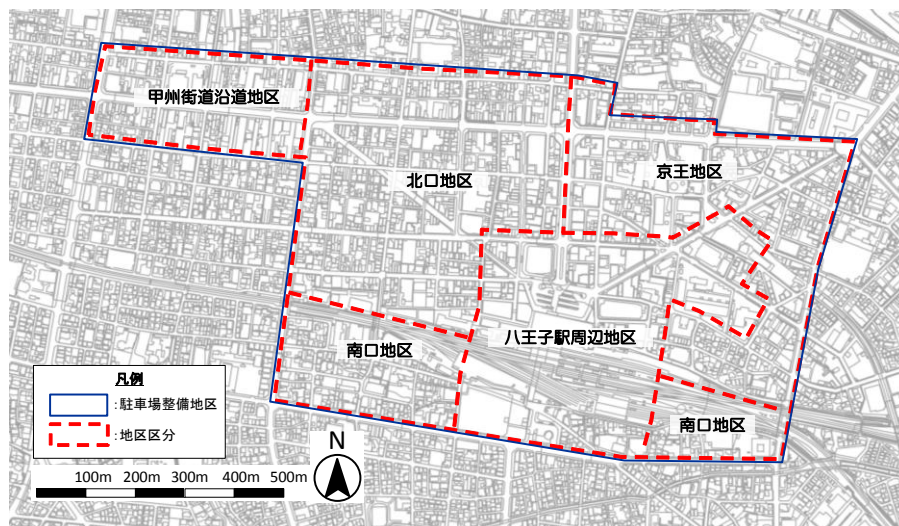 甲州街道沿道地区
北口地区
京王地区
八王子駅周辺地区
南口地区
南口地区
凡例
:駐車場整備地区
:地区区分
N
100m 200m 300m 400m 500m